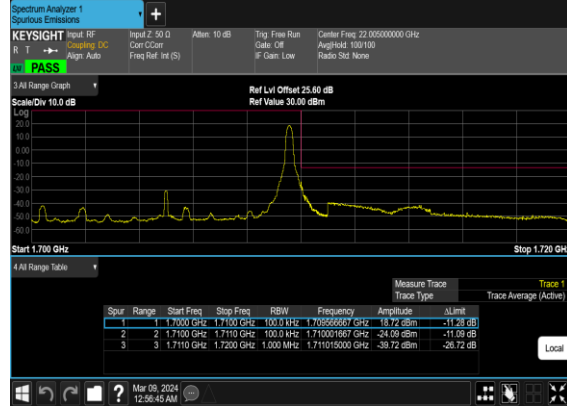 Spectrum Analyzer 1
Spurious Emissions
+
KEYSIGHT Input: RF Input Z: 50 Ω Atten: 10 dB Trig: Free Run Center Freq: 22.005000000 GHz
R T Coupling: DC Corr CCorr Gate: Off Avg|Hold: 100/100
Align: Auto Freq Ref: Int (S) IF Gain: Low Radio Std: None
PASS
3 All Range Graph
Ref Lvl Offset 25.60 dB
Scale/Div 10.0 dB Ref Value 30.00 dBm
Log
20.0
10.0
0.00
-10.0
-20.0
-30.0
-40.0
-50.0
-60.0
Start 1.700 GHz Stop 1.720 GH
4 All Range Table
Measure Trace Trace 1
Trace Type Trace Average (Active)
Spur Range Start Freq Stop Freq RBW Frequency Amplitude ΔLimit
1 1 1.7000 GHz 1.7100 GHz 100.0 kHz 1.709566667 GHz 18.72 dBm -11.28 dB
2 2 1.7100 GHz 1.7110 GHz 100.0 kHz 1.710001667 GHz -24.09 dBm -11.09 dB
3 3 1.7110 GHz 1.7200 GHz 1.000 MHz 1.711015000 GHz -39.72 dBm -26.72 dB
Local
?
Mar 09, 2024
12:56:45 AM